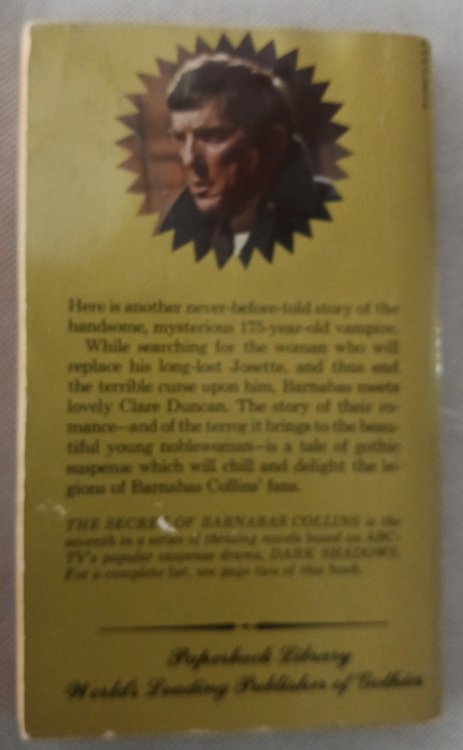 Here is another never-before-told story of the
handsome, mysterious 175-year-old vampire.
While searching for the woman who will
replace his long-lost Josette, and thus end
the terrible curse upon him, Barnabas meets
lovely Clare Duncan. The story of their ro-
mance—and of the terror it brings to the beau-
tiful young noblewoman—is a tale of gothic
suspense which will chill and delight the le-
gions of Barnabas Collins' fans.
THE SECRET OF BARNABAS COLLINS is the
seventh in a series of thrilling novels based on ABC-
TV's popular suspense drama, DARK SHADOWS.
For a complete list, see page two of this book.
Paperback Library
World's Leading Publisher of Gothics